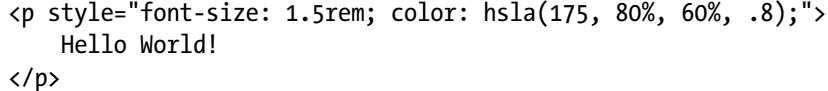 <p style="font-size: 1.5rem; color: hsla(175, 80%, 60%, .8);">
    Hello World!
</p>